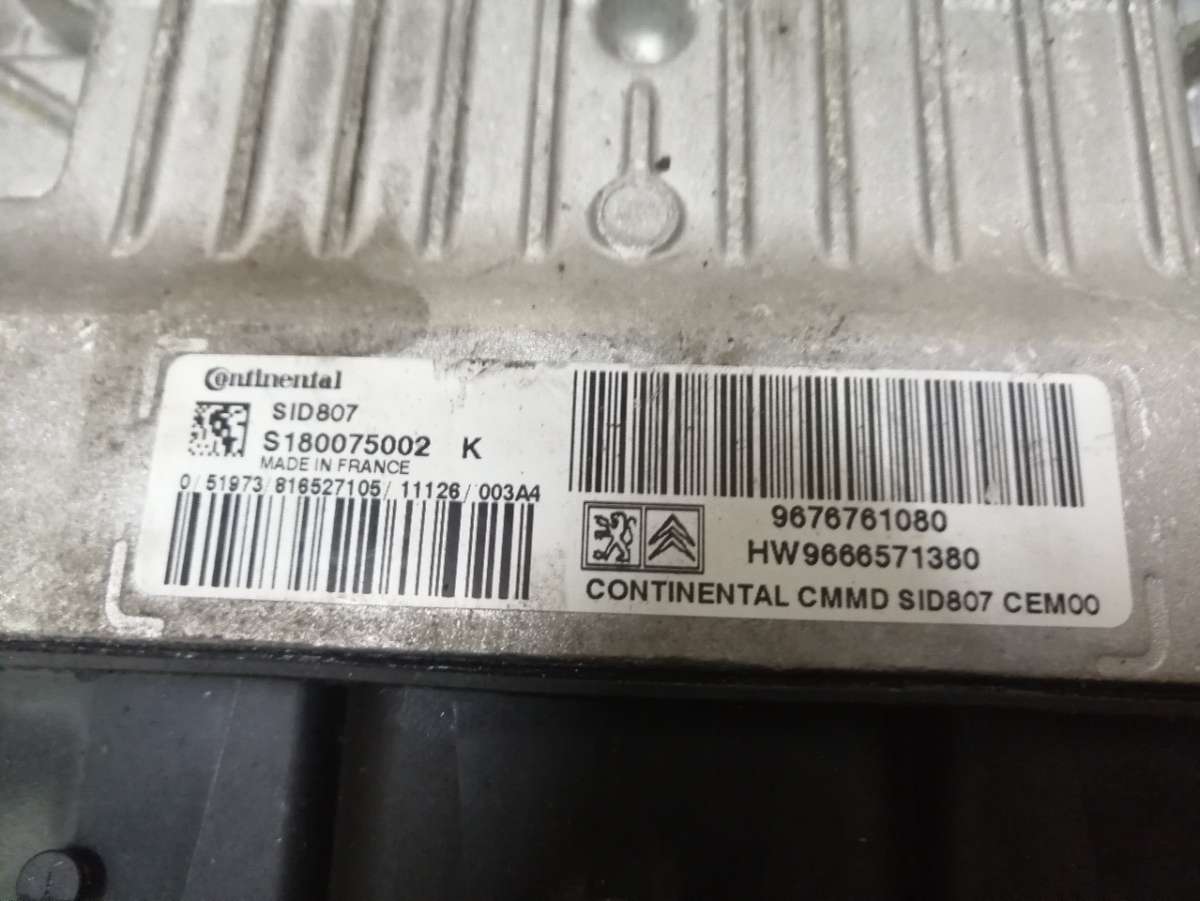 Continental
SID807
S180075002 K
MADE IN FRANCE
0/51973/816527105/11126/003A4
9676761080
HW9666571380
CONTINENTAL CMMD SID807 CEM00